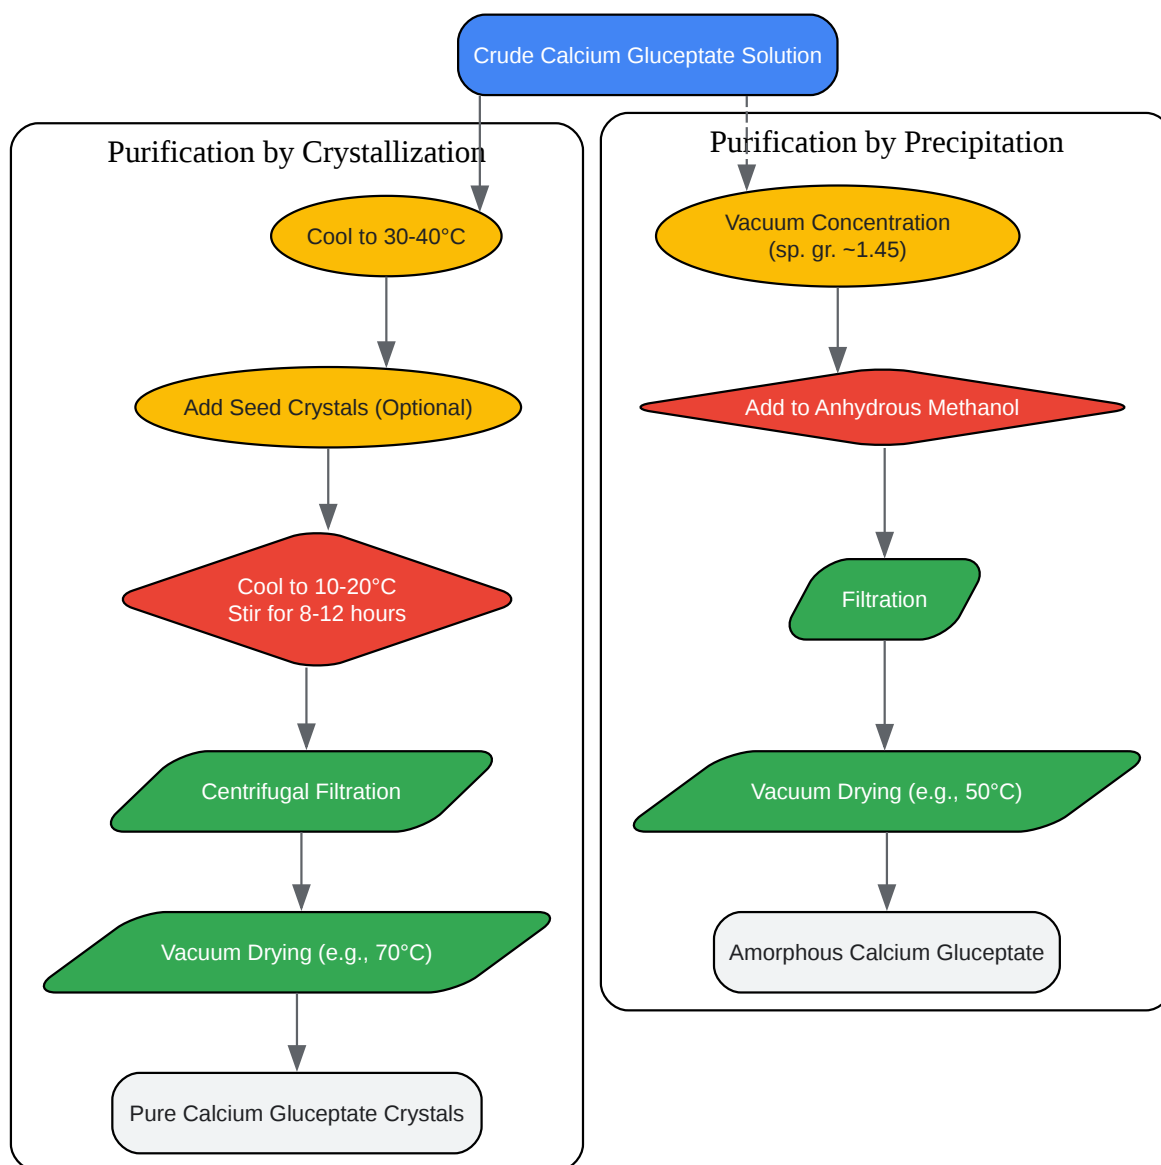 Crude Calcium Gluceptate Solution
Purification by Crystallization
Cool to 30-40°C
Add Seed Crystals (Optional)
Cool to 10-20°C
Stir for 8-12 hours
Centrifugal Filtration
Vacuum Drying (e.g., 70°C)
Pure Calcium Gluceptate Crystals
Purification by Precipitation
Vacuum Concentration
(sp. gr. ~1.45)
Add to Anhydrous Methanol
Filtration
Vacuum Drying (e.g., 50°C)
Amorphous Calcium Gluceptate